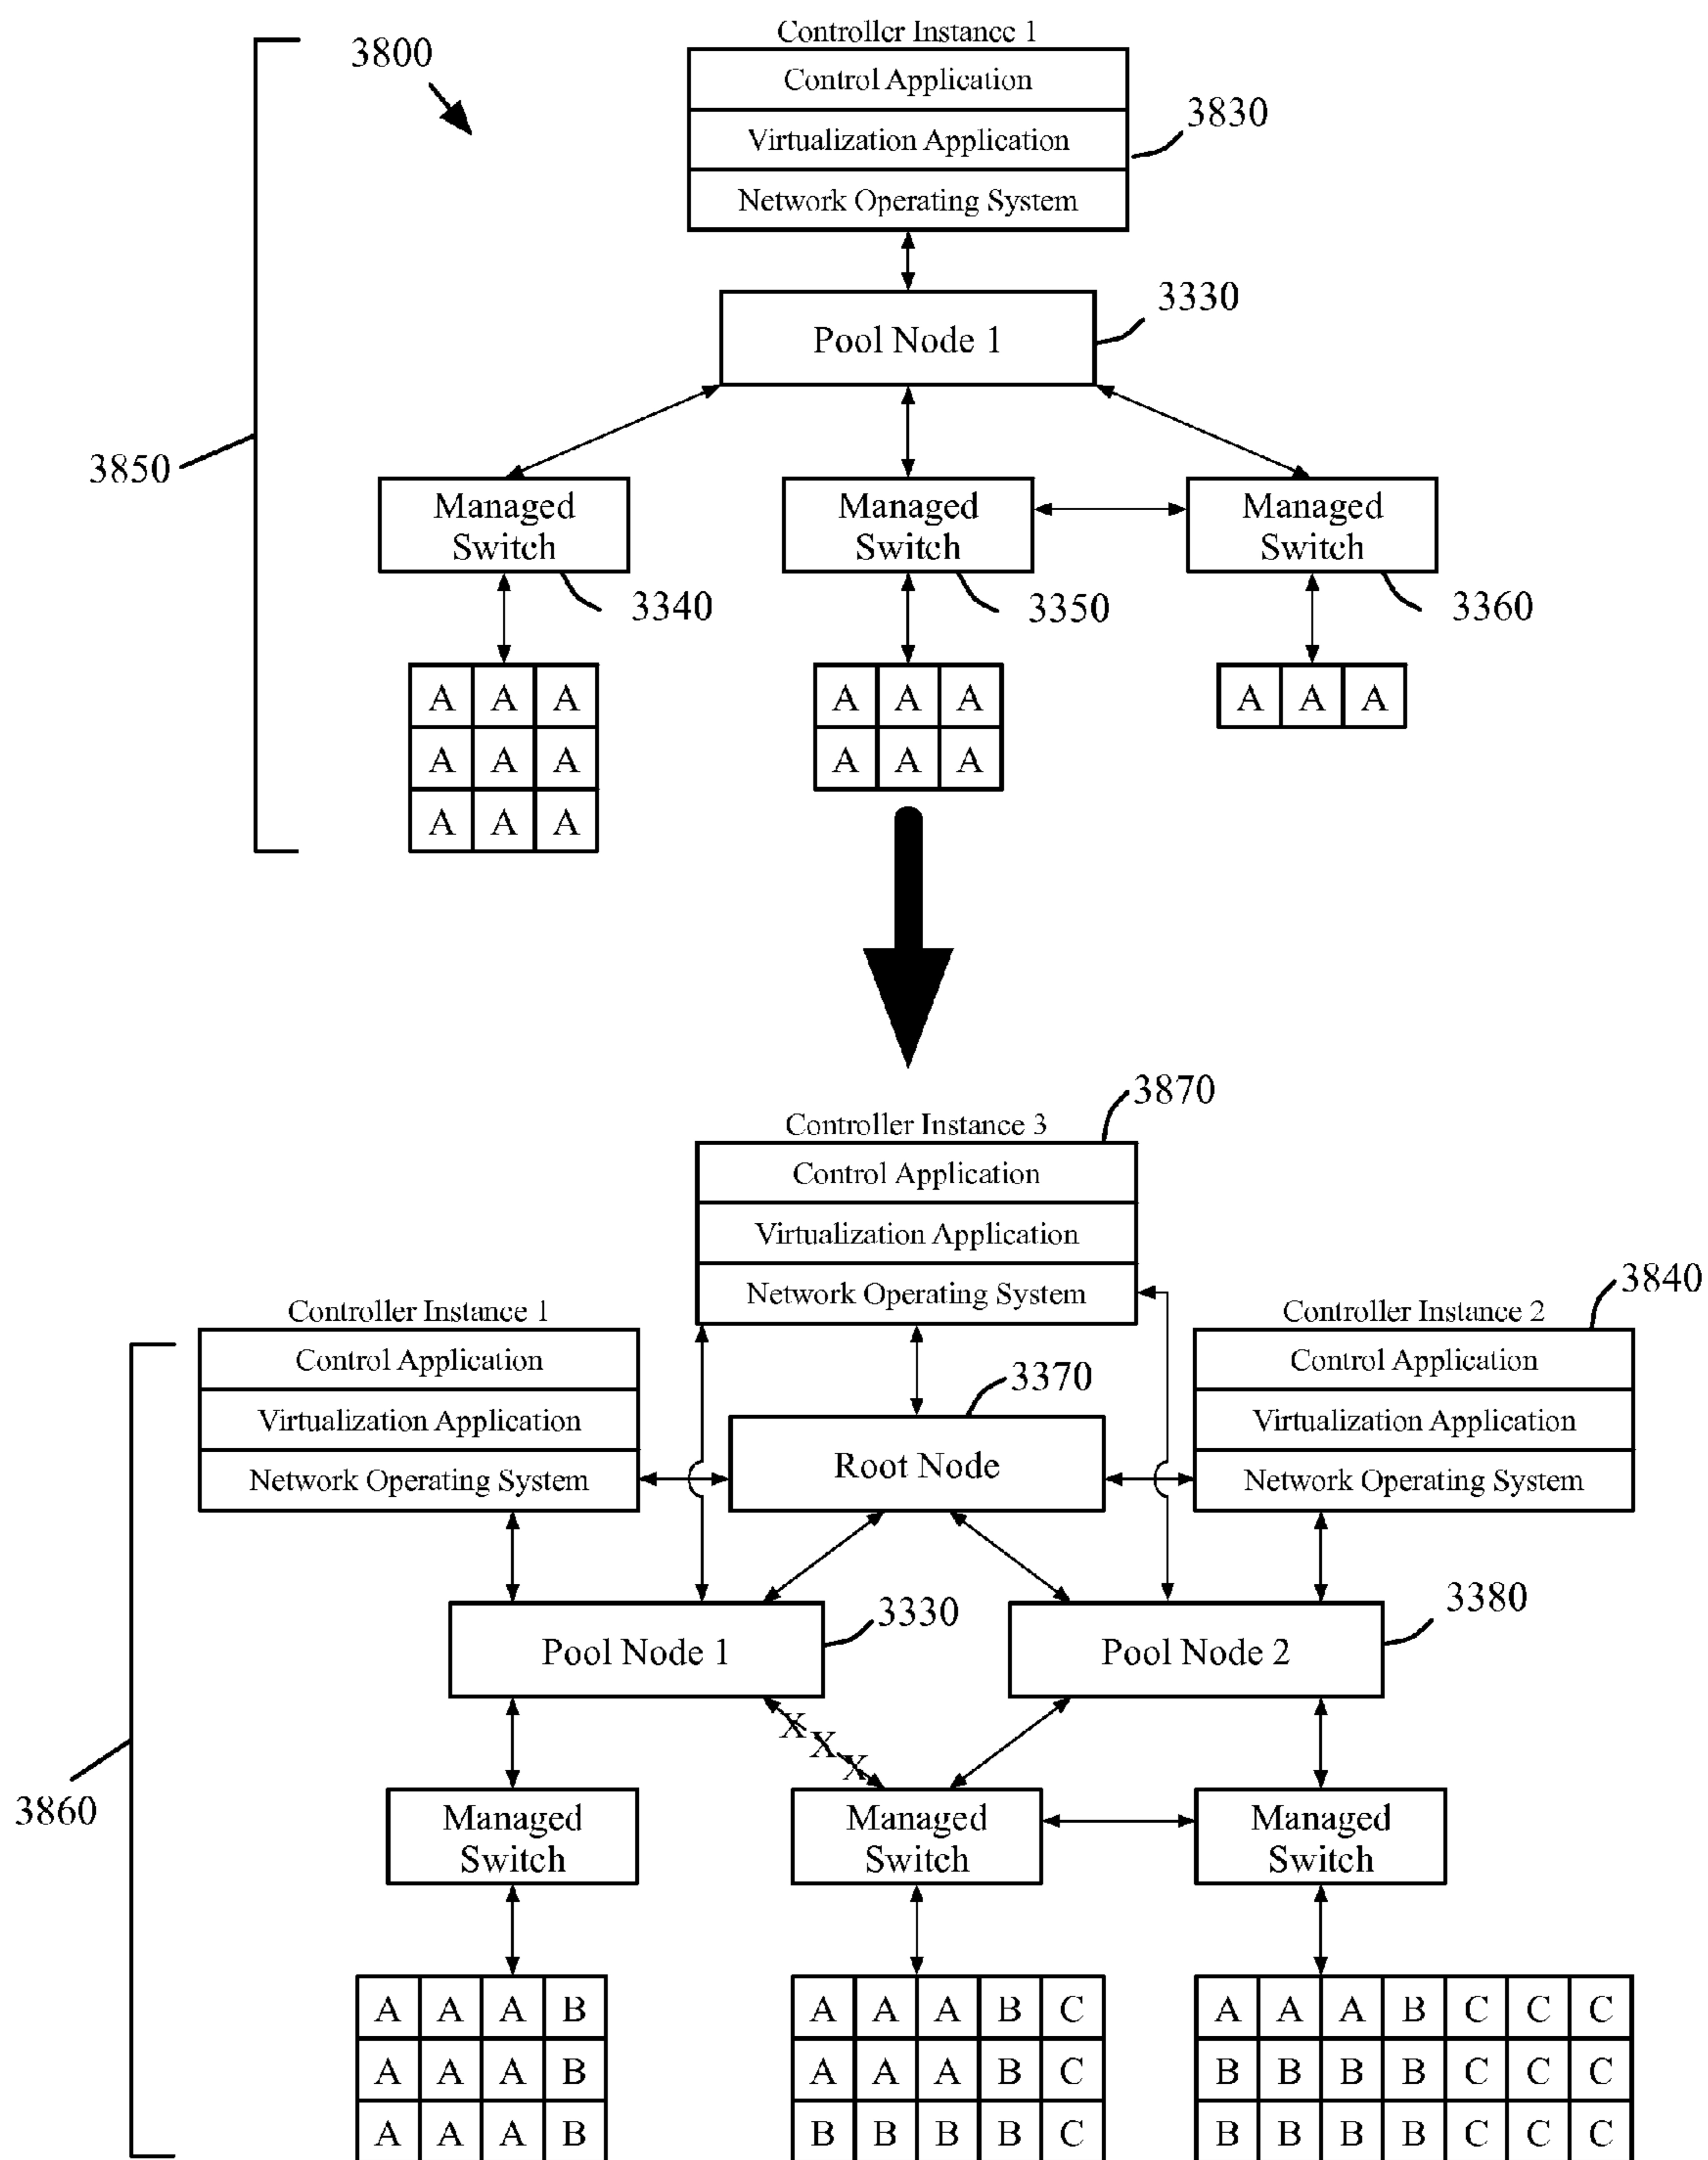 Controller Instance 1
3800
Control Application
3830
Virtualization Application
Network Operating System
3330
Pool Node 1
3850
Managed
Switch
Managed
Switch
Managed
Switch
3340
3350
3360
A A A
A A A
A A A
A A A
A A A
A A A
3870
Controller Instance 3
Control Application
Virtualization Application
Network Operating System
3840
Controller Instance 1
Control Application
Virtualization Application
Network Operating System
3370
Root Node
Controller Instance 2
Control Application
Virtualization Application
Network Operating System
3330
Pool Node 1
3380
Pool Node 2
X
X
X
3860
Managed
Switch
Managed
Switch
Managed
Switch
A A A B
A A A B
A A A B
A A A B C
A A A B C
B B B B C
A A A B C C C
B B B B C C C
B B B B C C C